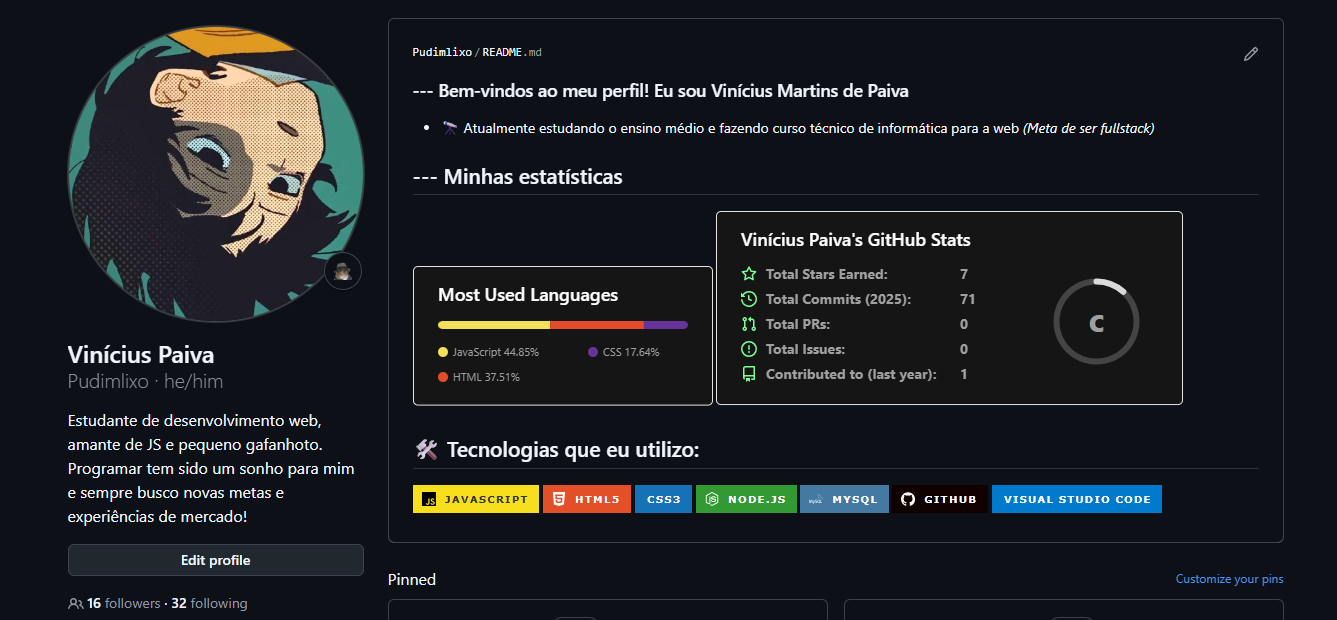 Pudimlixo/README.md
--- Bem-vindos ao meu perfil! Eu sou Vinícius Martins de Paiva
Atualmente estudando o ensino médio e fazendo curso técnico de informática para a web (Meta de ser fullstack)
--- Minhas estatísticas
Most Used Languages
JavaScript 44.85%
CSS 17.64%
HTML 37.51%
Vinícius Paiva's GitHub Stats
Total Stars Earned: 7
Total Commits (2025): 71
Total PRs: 0
Total Issues: 0
Contributed to (last year): 1
C
🛠 Tecnologias que eu utilizo:
JS JAVASCRIPT
HTML5
CSS3
NODE.JS
MySQL MYSQL
GITHUB
VISUAL STUDIO CODE
Vinícius Paiva
Pudimlixo · he/him
Estudante de desenvolvimento web,
amante de JS e pequeno gafanhoto.
Programar tem sido um sonho para mim
e sempre busco novas metas e
experiências de mercado!
Edit profile
16 followers · 32 following
Pinned
Customize your pins